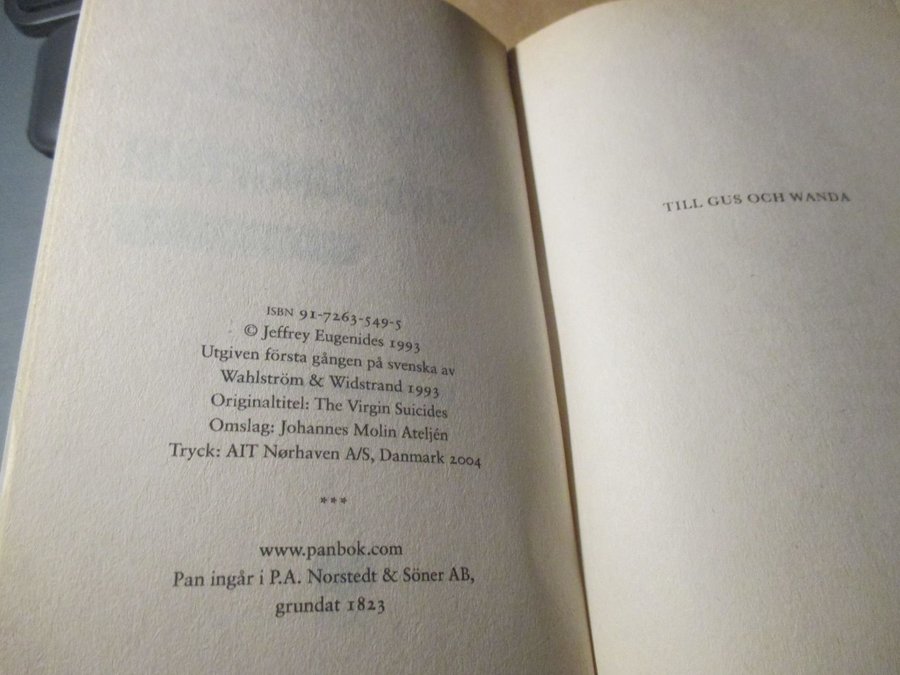 ISBN 91-7263-549-5
© Jeffrey Eugenides 1993
Utgiven första gången på svenska av
Wahlström & Widstrand 1993
Originaltitel: The Virgin Suicides
Omslag: Johannes Molin Ateljén
Tryck: AIT Nørhaven A/S, Danmark 2004
***
www.panbok.com
Pan ingår i P.A. Norstedt & Söner AB,
grundat 1823
TILL GUS OCH WANDA